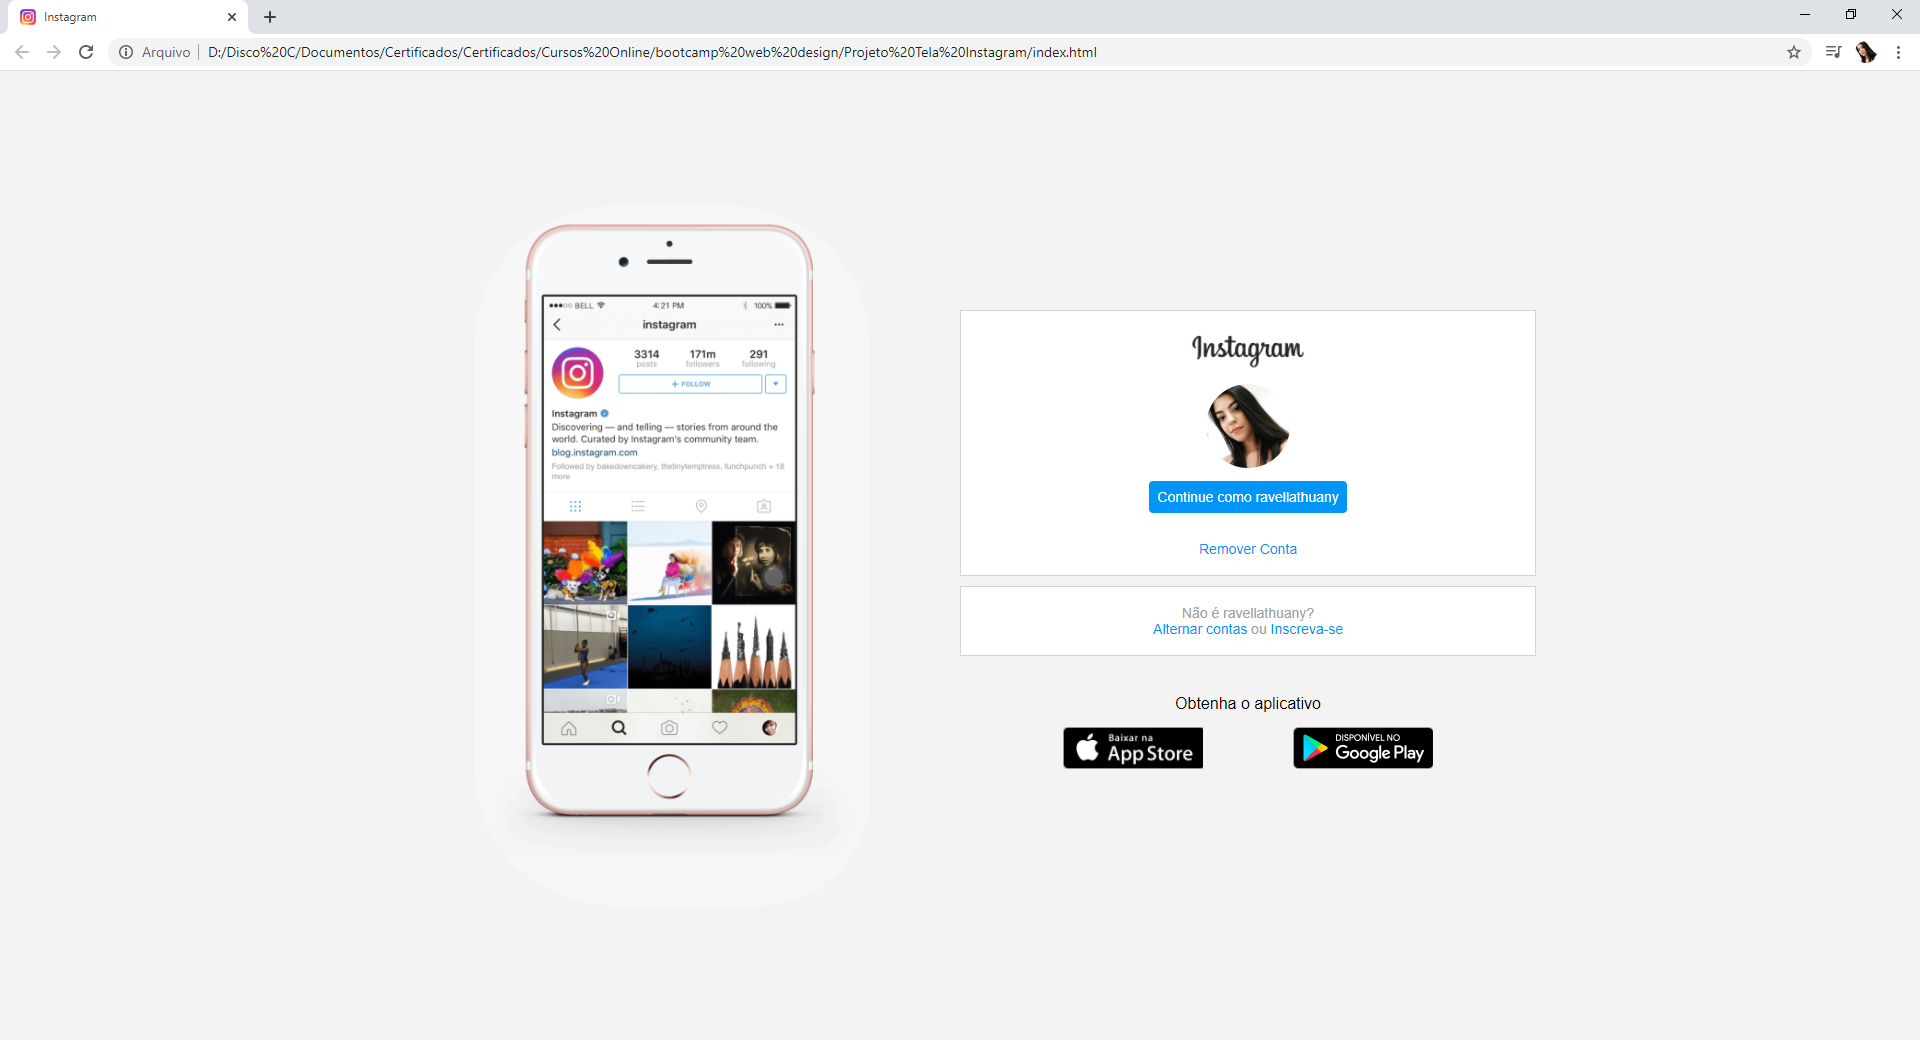 Instagram
Arquivo
D:/Disco%20C/Documentos/Certificados/Certificados/Cursos%20Online/bootcamp%20web%20design/Projeto%20Tela%20Instagram/index.html
BELL 4:21 PM 100%
instagram
3314 171m 291
posts followers following
+ FOLLOW
Instagram
Discovering — and telling — stories from around the
world. Curated by Instagram's community team.
blog.instagram.com
Followed by bakedowncakery, thetinytemptress, funchpunch + 18
more
Instagram
Continue como ravellathuany
Remover Conta
Não é ravellathuany?
Alternar contas ou Inscreva-se
Obtenha o aplicativo
Baixar na
App Store
DISPONÍVEL NO
Google Play